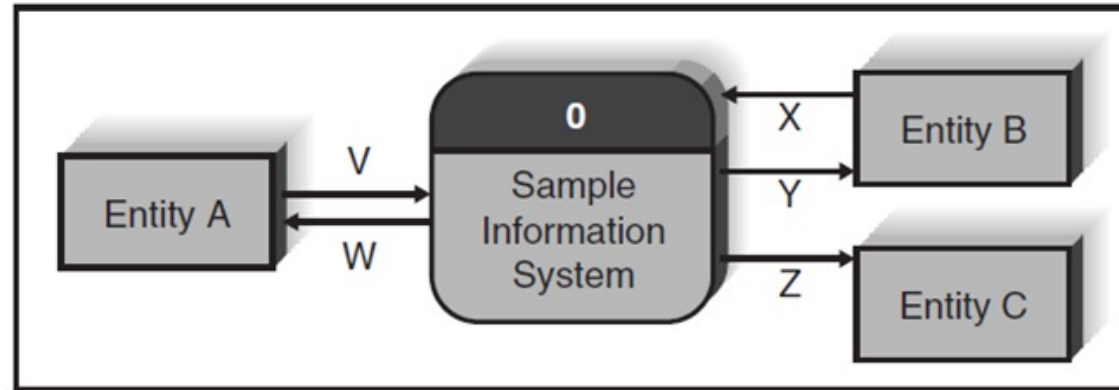 0
Sample
Information
System
Entity A
V
W
X
Y
Z
Entity B
Entity C